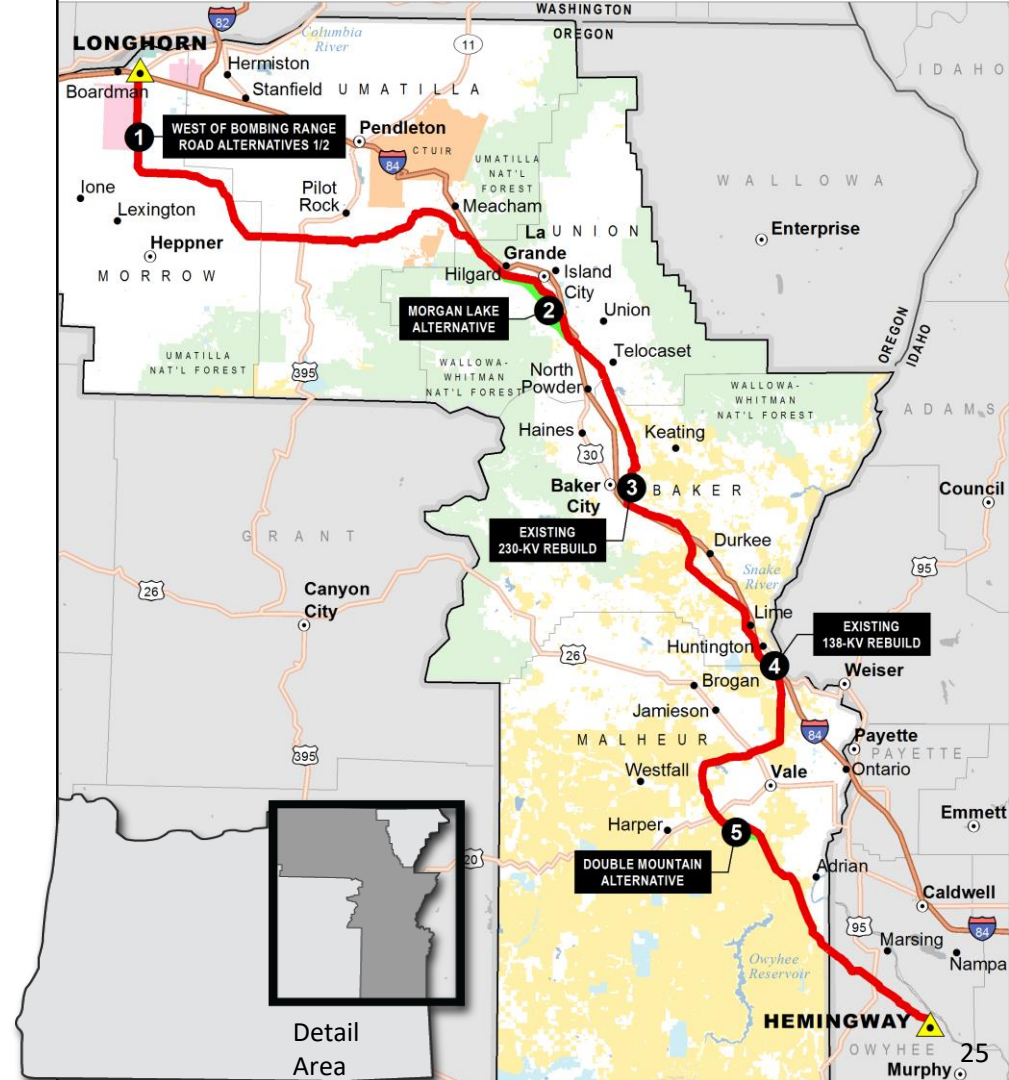 WASHINGTON
OREGON
82
Columbia
River
11
LONGHORN
Hermiston
Boardman
Stanfield
UMATILLA
IDAHO
1
WEST OF BOMBING RANGE
ROAD ALTERNATIVES 1/2
Pendleton
CTUIR
84
UMATILLA
NAT'L
FOREST
WALLOWA
Ione
Lexington
Pilot
Rock
Meacham
Heppner
MORROW
La
Grande
UNION
Enterprise
Hilgard
Island
City
MORGAN LAKE
ALTERNATIVE
2
Union
OREGON
IDAHO
UMATILLA
NAT'L FOREST
395
WALLOWA-
WHITMAN
NAT'L FOREST
Telocaset
North
Powder
WALLOWA-
WHITMAN
NAT'L FOREST
ADAMS
Haines
30
Keating
Baker
City
3
BAKER
Council
EXISTING
230-KV REBUILD
GRANT
Durkee
Snake
River
95
26
Canyon
City
Lime
EXISTING
138-KV REBUILD
26
Huntington
4
Weiser
Brogan
Jamieson
84
MALHEUR
Payette
PAYETTE
395
Westfall
Vale
Ontario
Emmett
Harper
5
20
DOUBLE MOUNTAIN
ALTERNATIVE
Adrian
Caldwell
95
84
Marsing
Nampa
Owyhee
Reservoir
HEMINGWAY
OWYHEE
25
Murphy
Detail
Area